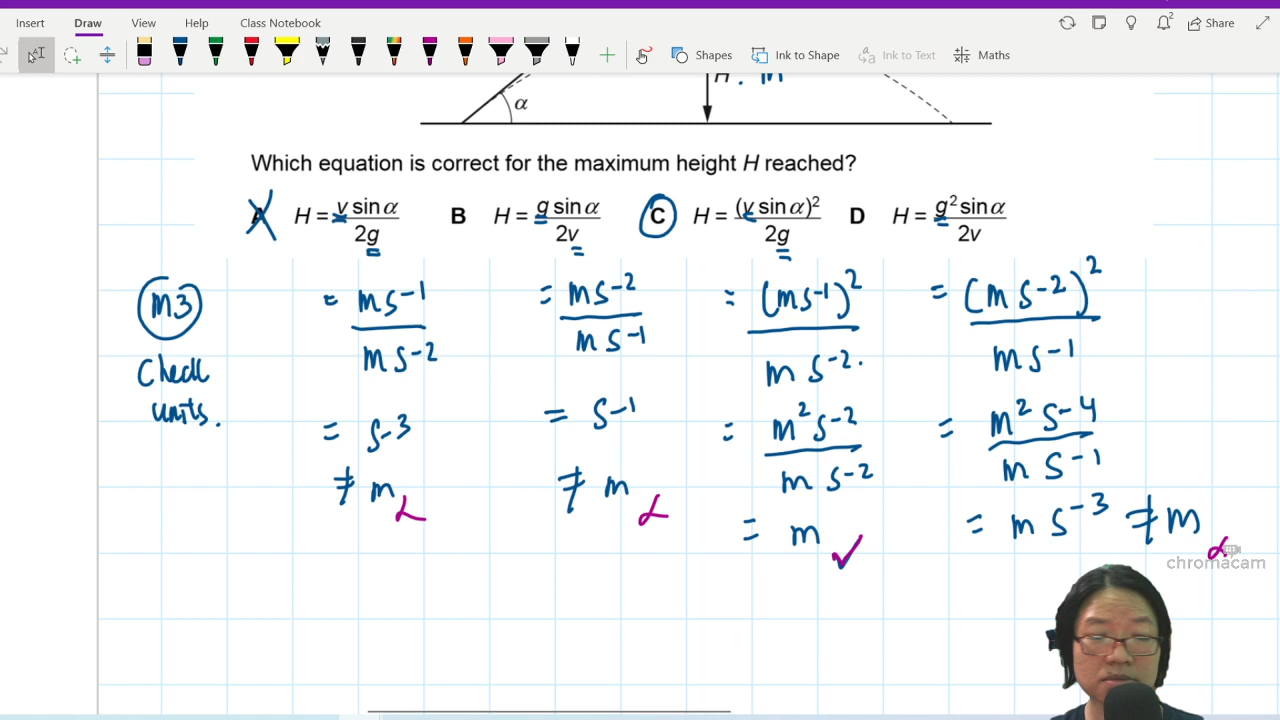 Insert Draw View Help Class Notebook 2 Share
Shapes Ink to Shape Ink to Text Maths
α
H . m
Which equation is correct for the maximum height H reached?
A H = v sin α / 2g B H = g sin α / 2v C H = (v sin α)² / 2g D H = g² sin α / 2v
M3 = ms⁻¹ / ms⁻² = ms⁻² / ms⁻¹ = (ms⁻¹)² / ms⁻². = (ms⁻²)² / ms⁻¹
Check
units.
= s⁻³ = s⁻¹ = m²s⁻² / ms⁻² = m²s⁻⁴ / ms⁻¹
≠ m ≠ m = m ✓ = ms⁻³ ≠ m
chromacam